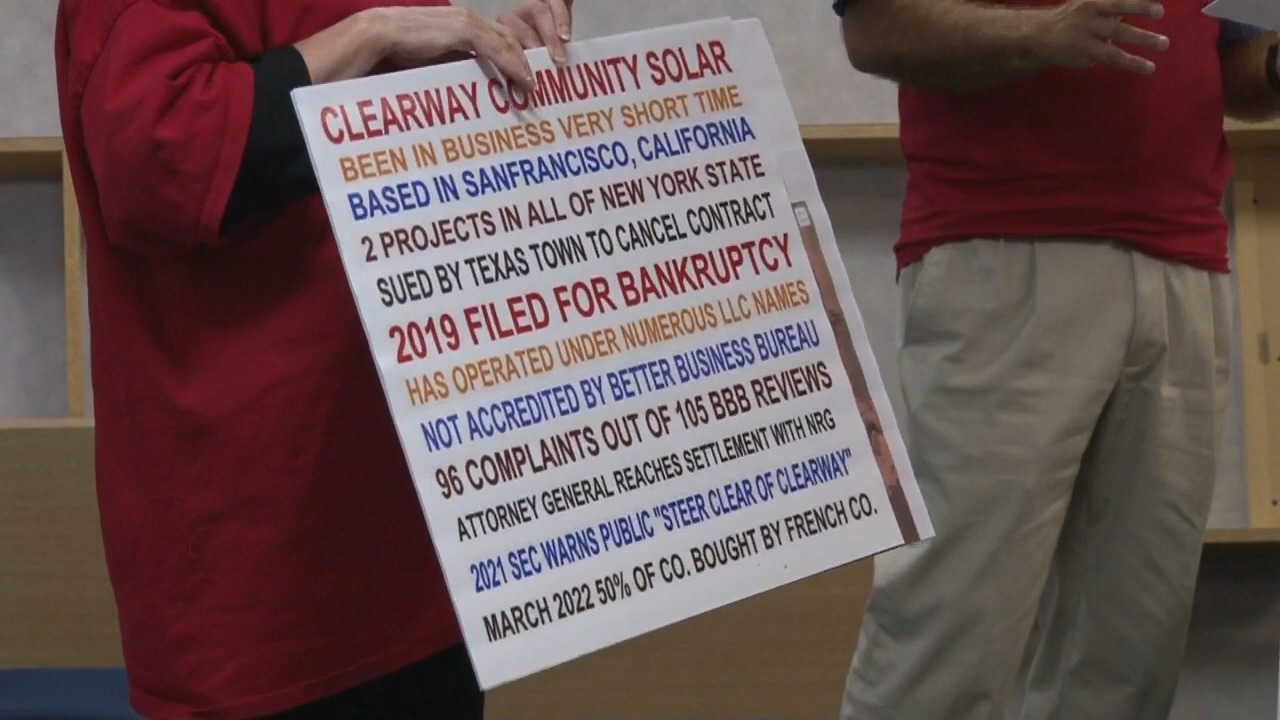 CLEARWAY COMMUNITY SOLAR
BEEN IN BUSINESS VERY SHORT TIME
BASED IN SANFRANCISCO, CALIFORNIA
2 PROJECTS IN ALL OF NEW YORK STATE
SUED BY TEXAS TOWN TO CANCEL CONTRACT
2019 FILED FOR BANKRUPTCY
HAS OPERATED UNDER NUMEROUS LLC NAMES
NOT ACCREDITED BY BETTER BUSINESS BUREAU
96 COMPLAINTS OUT OF 105 BBB REVIEWS
ATTORNEY GENERAL REACHES SETTLEMENT WITH NRG
2021 SEC WARNS PUBLIC "STEER CLEAR OF CLEARWAY"
MARCH 2022 50% OF CO. BOUGHT BY FRENCH CO.